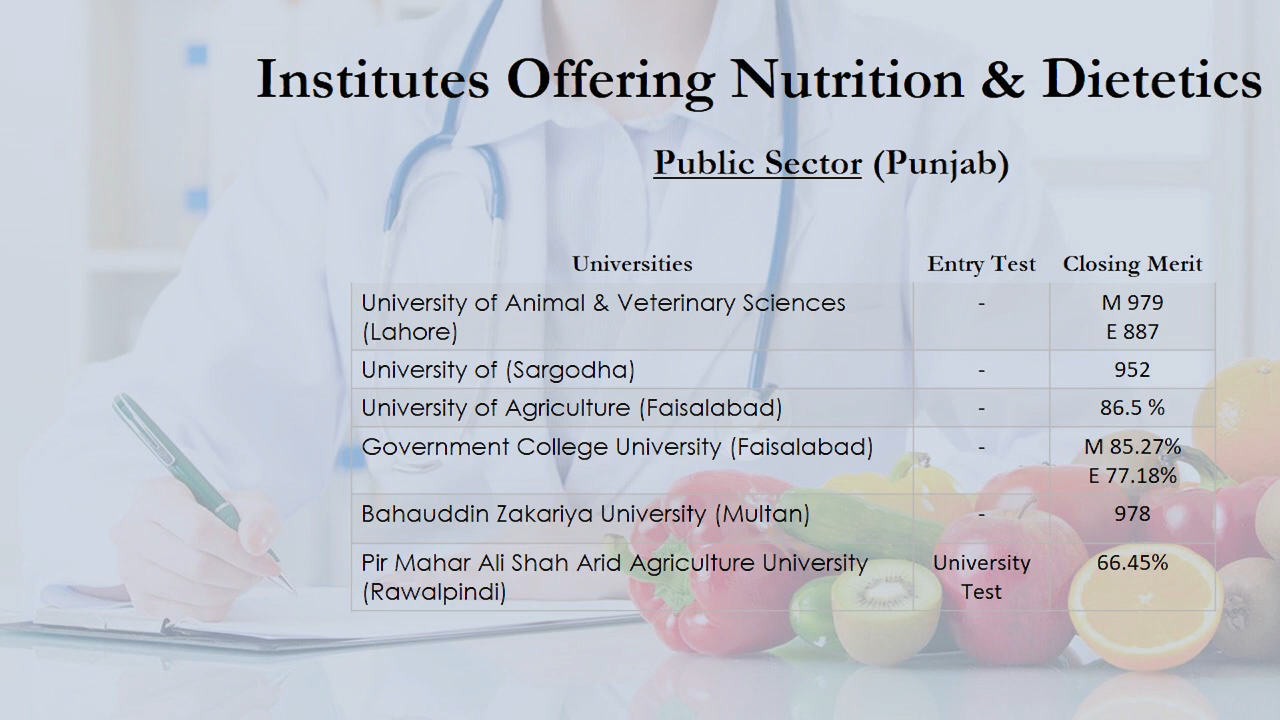 Institutes Offering Nutrition & Dietetics
Public Sector (Punjab)
Universities Entry Test Closing Merit
University of Animal & Veterinary Sciences (Lahore) - M 979 E 887
University of (Sargodha) - 952
University of Agriculture (Faisalabad) - 86.5 %
Government College University (Faisalabad) - M 85.27% E 77.18%
Bahauddin Zakariya University (Multan) - 978
Pir Mahar Ali Shah Arid Agriculture University (Rawalpindi) University Test 66.45%